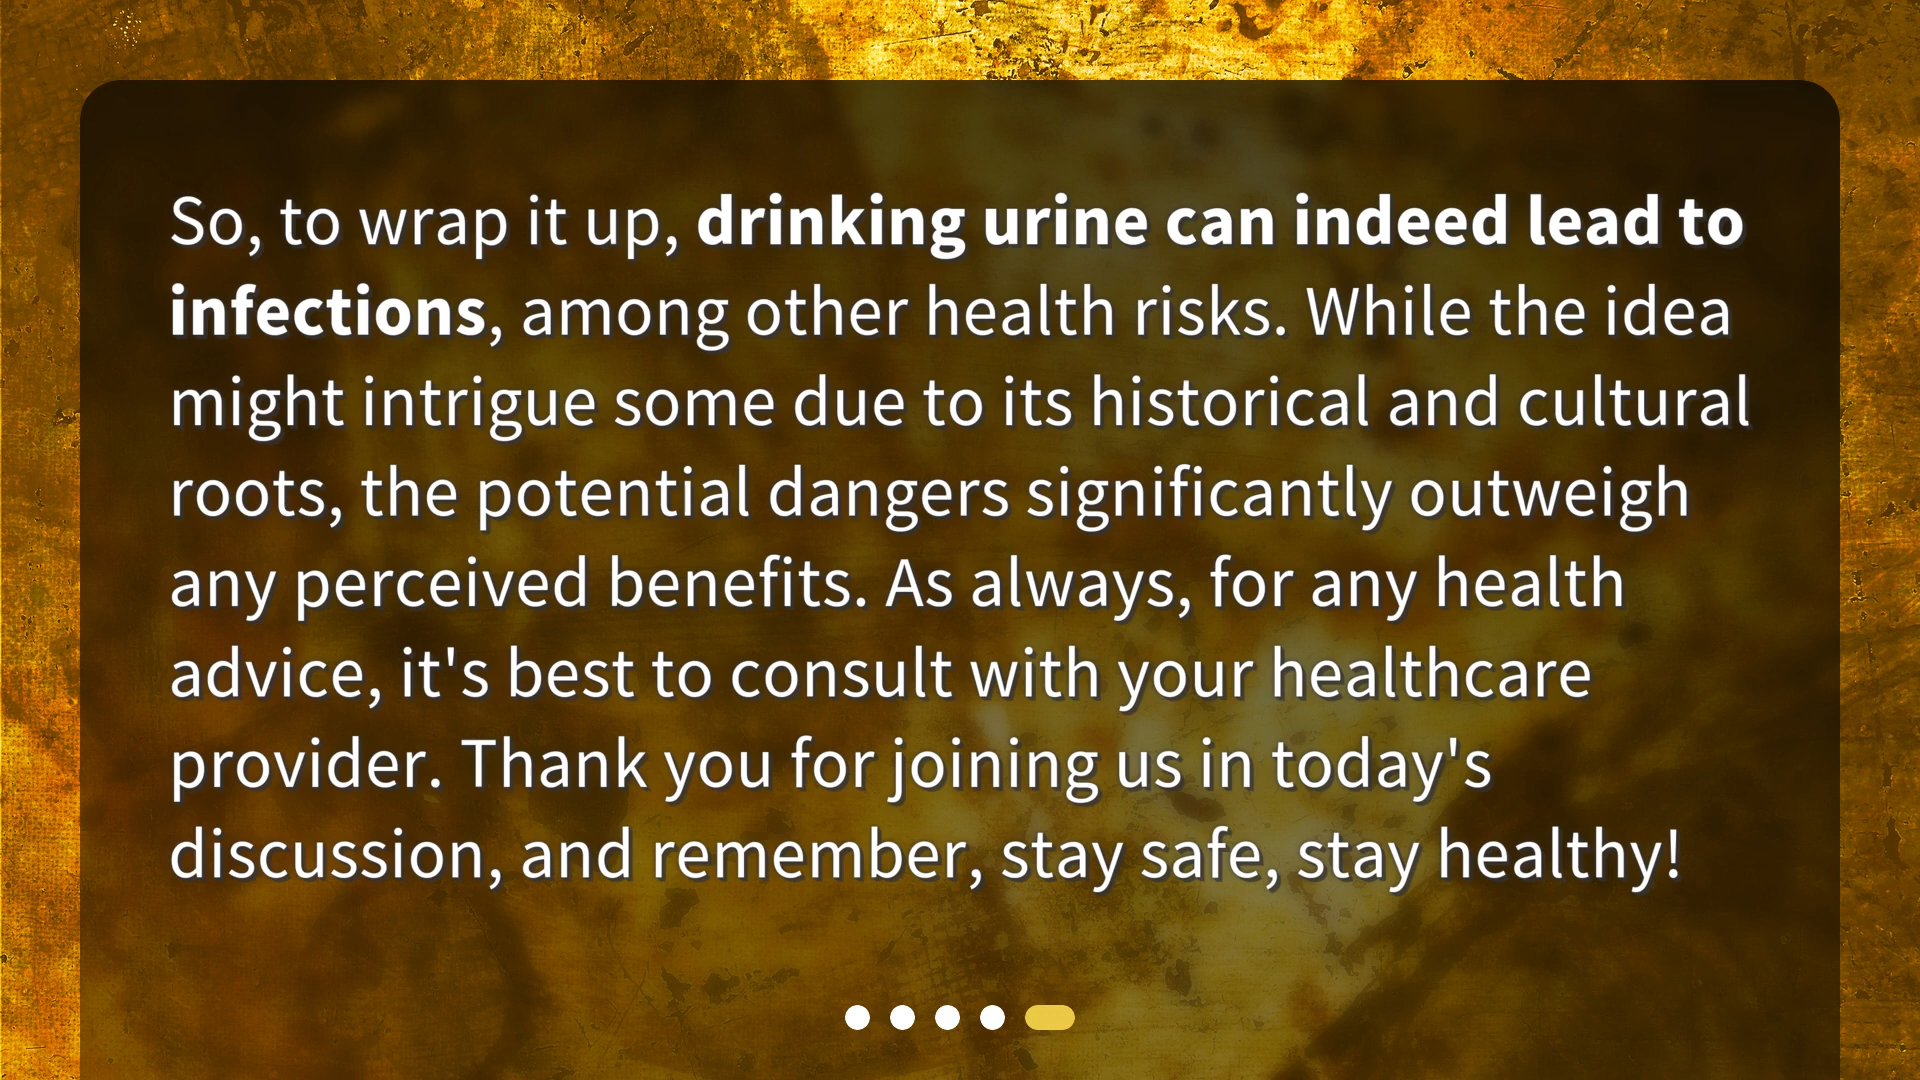 So, to wrap it up, drinking urine can indeed lead to
infections, among other health risks. While the idea
might intrigue some due to its historical and cultural
roots, the potential dangers significantly outweigh
any perceived benefits. As always, for any health
advice, it's best to consult with your healthcare
provider. Thank you for joining us in today's
discussion, and remember, stay safe, stay healthy!